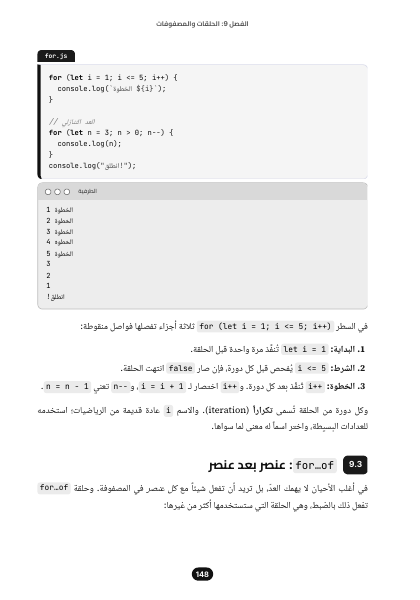 الفصل 9: الحلقات والمصفوفات
for.js
for (let i = 1; i <= 5; i++) {
console.log(`الخطوة ${i}`);
}
// العد التنازلي
for (let n = 3; n > 0; n--) {
console.log(n);
}
console.log("انطلق!");
الطرفية
الخطوة 1
الخطوة 2
الخطوة 3
الخطوة 4
الخطوة 5
3
2
1
انطلق!
في السطر for (let i = 1; i <= 5; i++) ثلاثة أجزاء تفصلها فواصل منقوطة:
1. البداية: let i = 1 تُنفَّذ مرة واحدة قبل الحلقة.
2. الشرط: i <= 5 يُفحص قبل كل دورة، فإن صار false انتهت الحلقة.
3. الخطوة: i++ تُنفَّذ بعد كل دورة. و i++ اختصار لـ i = i + 1 ، و n-- تعني n = n - 1 .
وكل دورة من الحلقة تُسمى تكراراً (iteration). والاسم i عادة قديمة من الرياضيات؛ استخدمه
للعدادات البسيطة، واختر اسماً له معنى لما سواها.
9.3 for…of : عنصر بعد عنصر
في أغلب الأحيان لا يهمك العدّ، بل تريد أن تفعل شيئاً مع كل عنصر في المصفوفة. وحلقة for…of
تفعل ذلك بالضبط، وهي الحلقة التي ستستخدمها أكثر من غيرها:
148